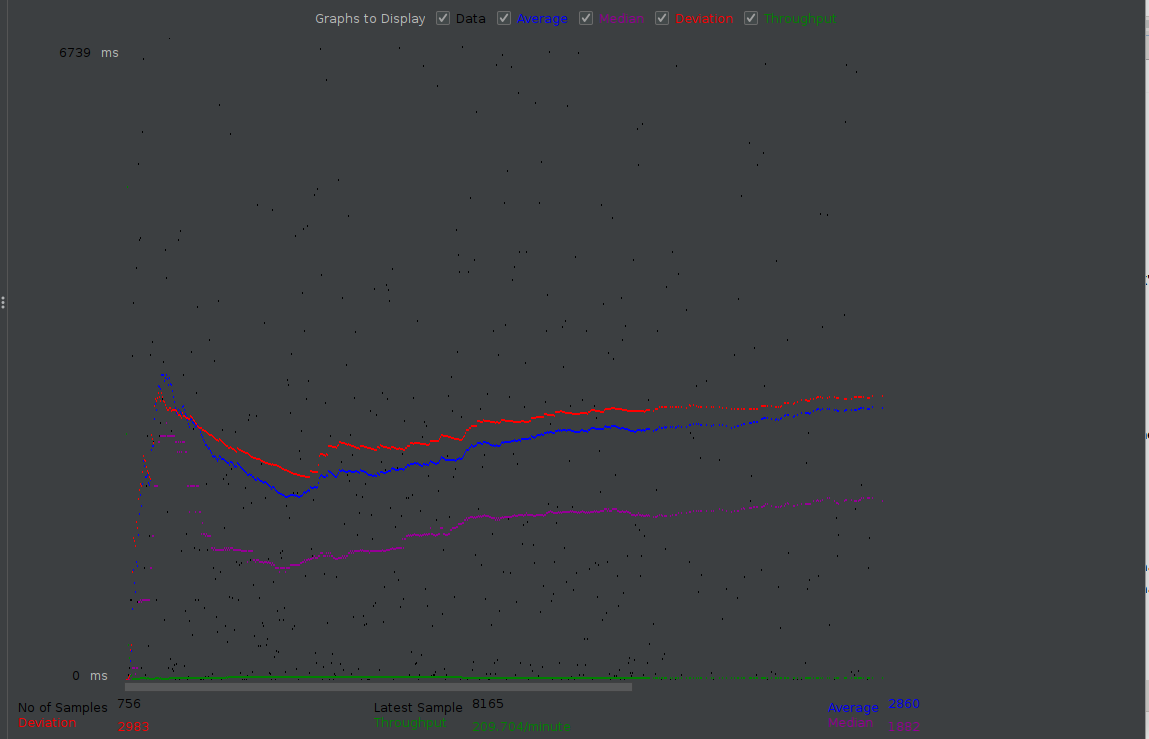 Graphs to Display Data Average Median Deviation Throughput
6739 ms
0 ms
No of Samples 756 Latest Sample 8165 Average 2860
Deviation 2983 Throughput 209.704/minute Median